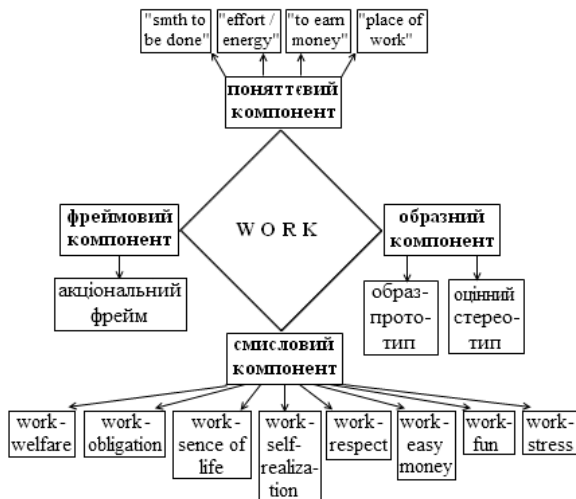 "smth to
be done"
"effort /
energy"
"to earn
money"
"place of
work"
поняттєвий
компонент
фреймовий
компонент
W O R K
образний
компонент
акціональний
фрейм
образ-
прото-
тип
оцінний
стерео-
тип
смисловий
компонент
work-
welfare
work-
obligation
work-
sence of
life
work-
self-
realiza-
tion
work-
respect
work-
easy
money
work-
fun
work-
stress